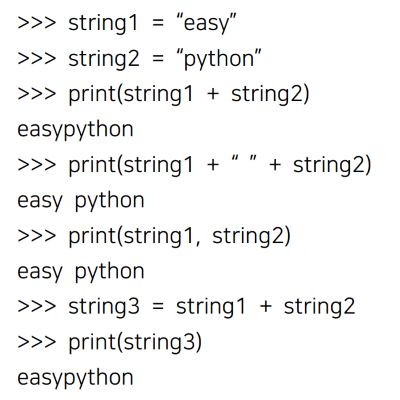 >>> string1 = “easy”
>>> string2 = “python”
>>> print(string1 + string2)
easypython
>>> print(string1 + “ ” + string2)
easy python
>>> print(string1, string2)
easy python
>>> string3 = string1 + string2
>>> print(string3)
easypython